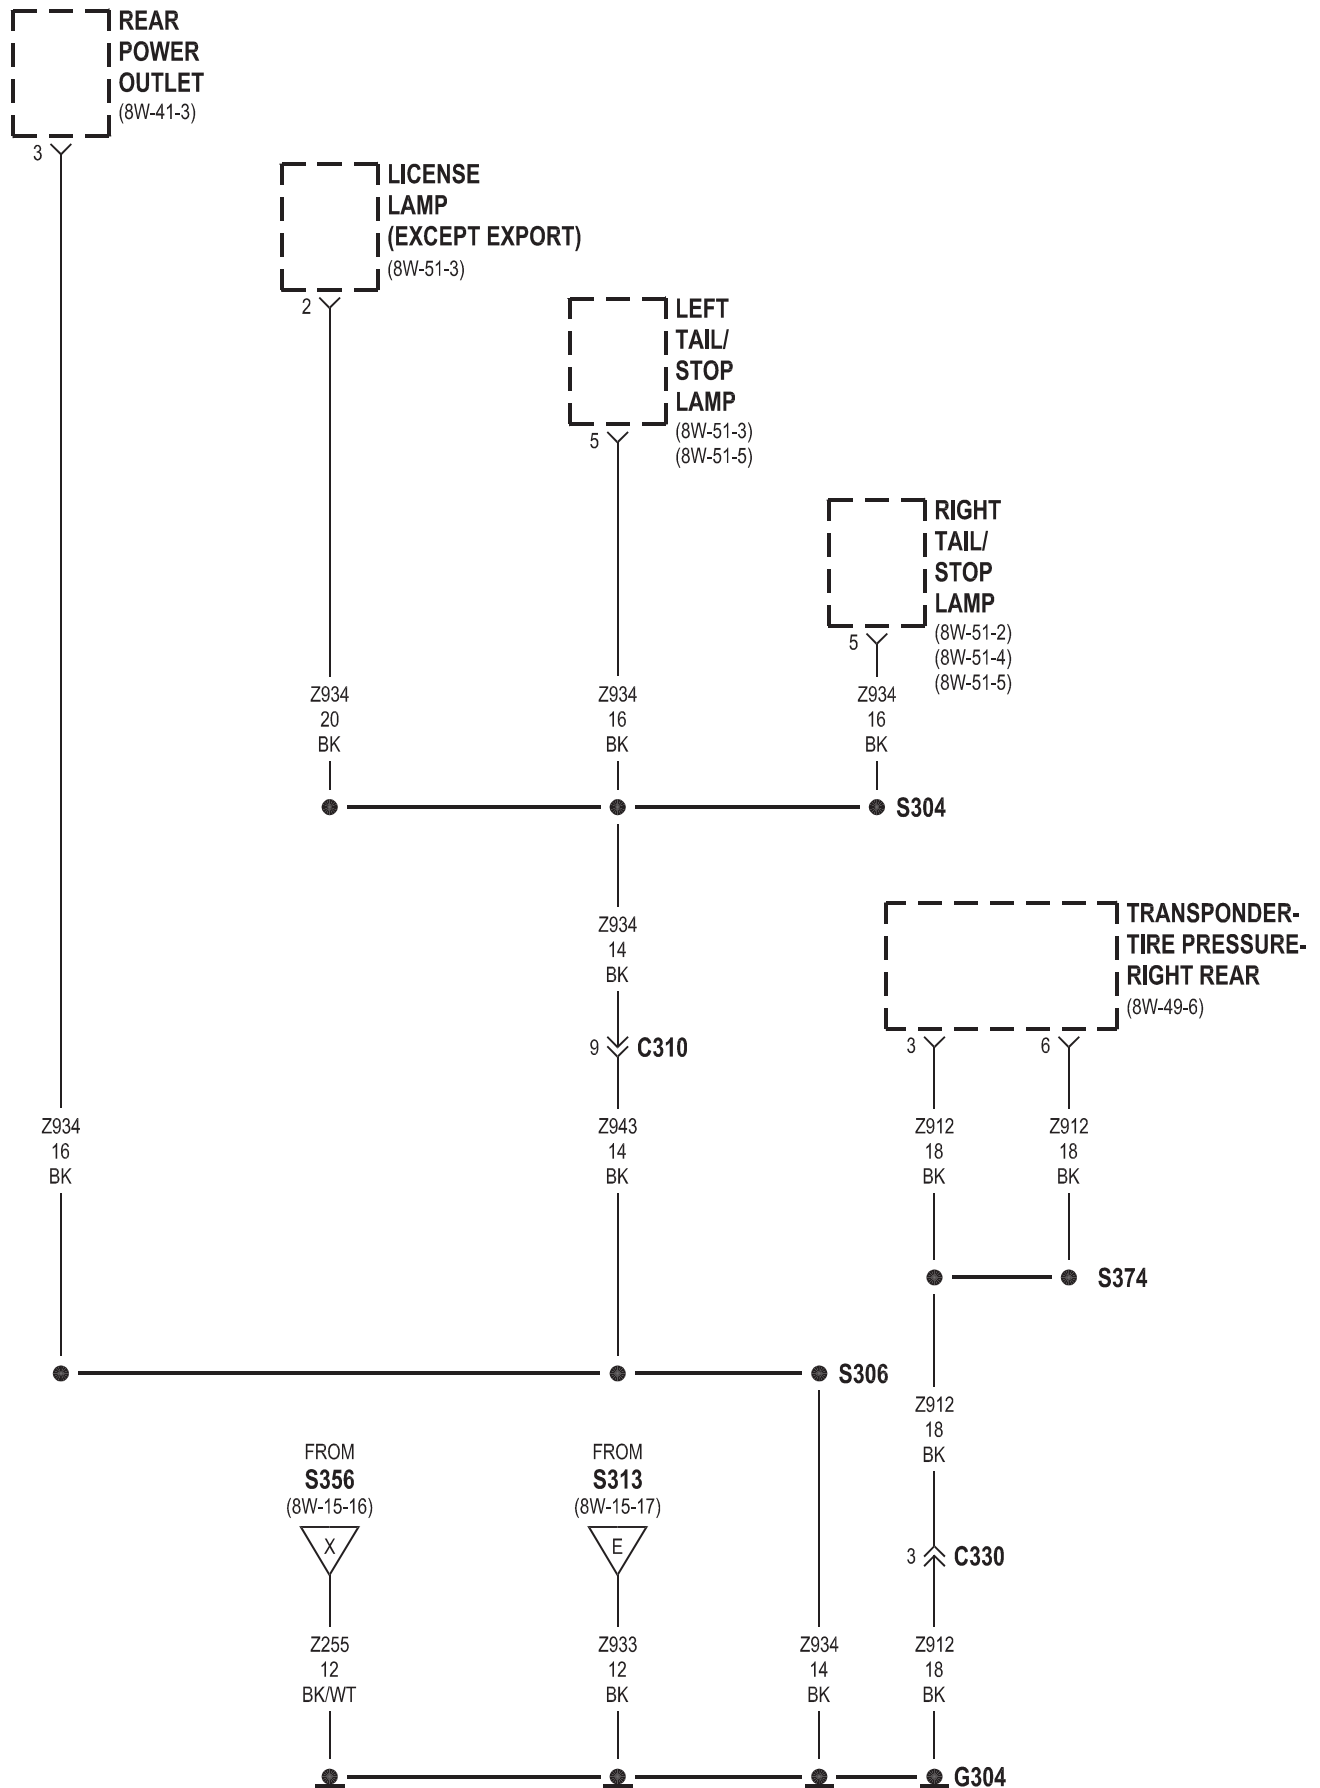 REAR
POWER
OUTLET
(8W-41-3)
3
LICENSE
LAMP
(EXCEPT EXPORT)
(8W-51-3)
2
LEFT
TAIL/
STOP
LAMP
(8W-51-3)
(8W-51-5)
5
RIGHT
TAIL/
STOP
LAMP
(8W-51-2)
(8W-51-4)
(8W-51-5)
5
Z934
20
BK
Z934
16
BK
Z934
16
BK
S304
Z934
14
BK
TRANSPONDER-
TIRE PRESSURE-
RIGHT REAR
(8W-49-6)
9
C310
3
6
Z934
16
BK
Z943
14
BK
Z912
18
BK
Z912
18
BK
S374
S306
Z912
18
BK
FROM
S356
(8W-15-16)
X
FROM
S313
(8W-15-17)
E
3
C330
Z255
12
BK/WT
Z933
12
BK
Z934
14
BK
Z912
18
BK
G304